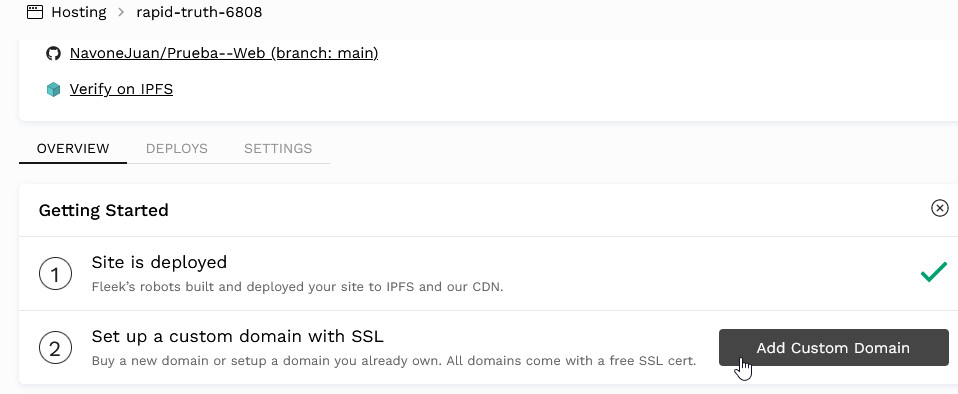 Hosting > rapid-truth-6808
NavoneJuan/Prueba--Web (branch: main)
Verify on IPFS
OVERVIEW DEPLOYS SETTINGS
Getting Started
1 Site is deployed
Fleek's robots built and deployed your site to IPFS and our CDN.
2 Set up a custom domain with SSL
Buy a new domain or setup a domain you already own. All domains come with a free SSL cert.
Add Custom Domain